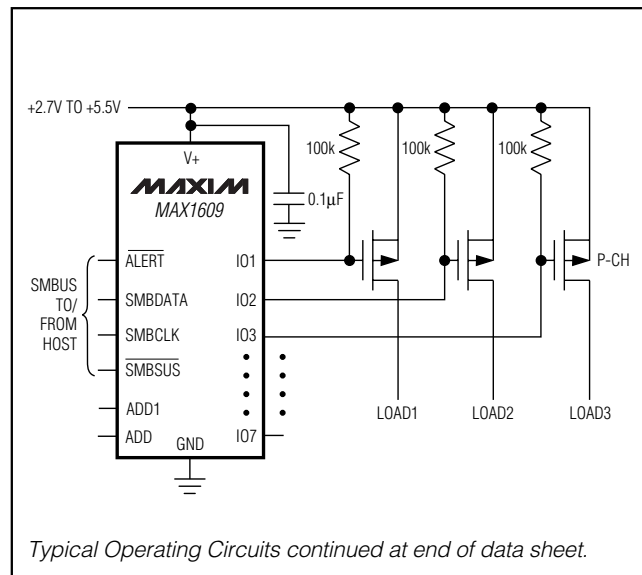 +2.7V TO +5.5V
100k
100k
100k
V+
MAXIM
MAX1609
0.1µF
ALERT
IO1
P-CH
SMBUS
TO/
FROM
HOST
SMBDATA
IO2
SMBCLK
IO3
SMBSUS
ADD1
LOAD1
LOAD2
LOAD3
ADD
GND
IO7
Typical Operating Circuits continued at end of data sheet.